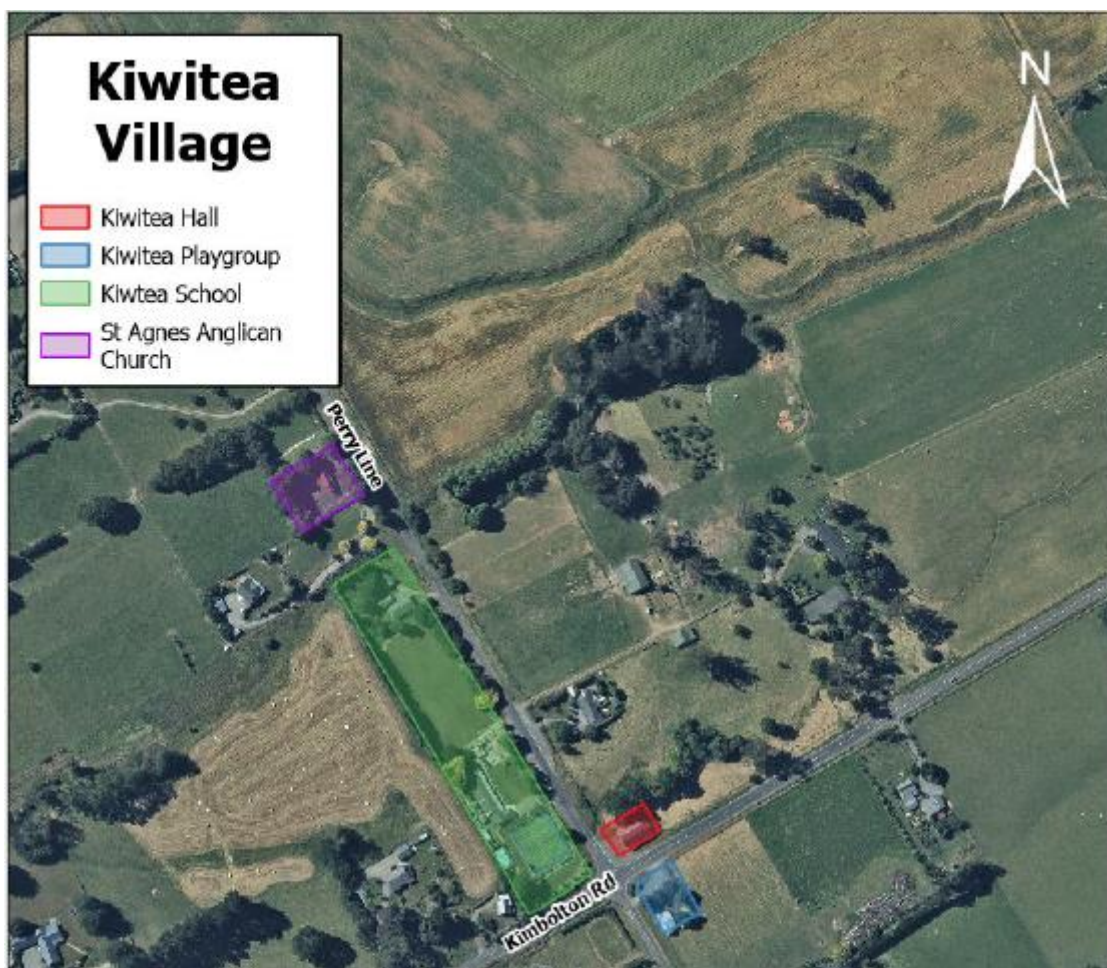 Kiwitea
Village
Kiwitea Hall
Kiwitea Playgroup
Kiwtea School
St Agnes Anglican
Church
N
Perry Line
Kimbolton Rd